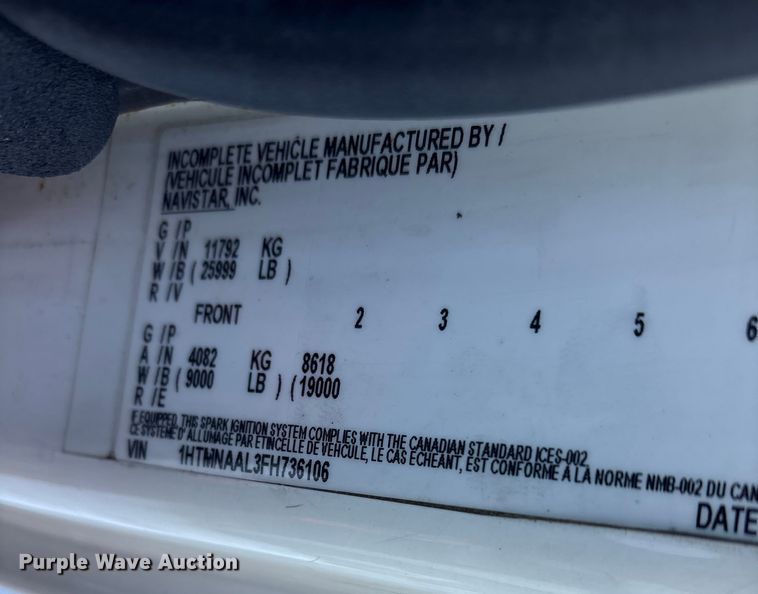 INCOMPLETE VEHICLE MANUFACTURED BY /
(VEHICULE INCOMPLET FABRIQUE PAR)
NAVISTAR, INC.
G /P
V /N 11792 KG
W /B ( 25999 LB )
R /V
FRONT 2 3 4 5 6
G /P
A /N 4082 KG 8618
W /B ( 9000 LB ) ( 19000
R /E
IF EQUIPPED, THIS SPARK IGNITION SYSTEM COMPLIES WITH THE CANADIAN STANDARD ICES-002.
CE SYSTEME D' ALLUMAGE PAR ETINCELLE DE VEHICULE, LE CAS ECHEANT, EST CONFORME A LA NORME NMB-002 DU CAN
VIN 1HTMNAAL3FH736106
DATE
Purple Wave Auction